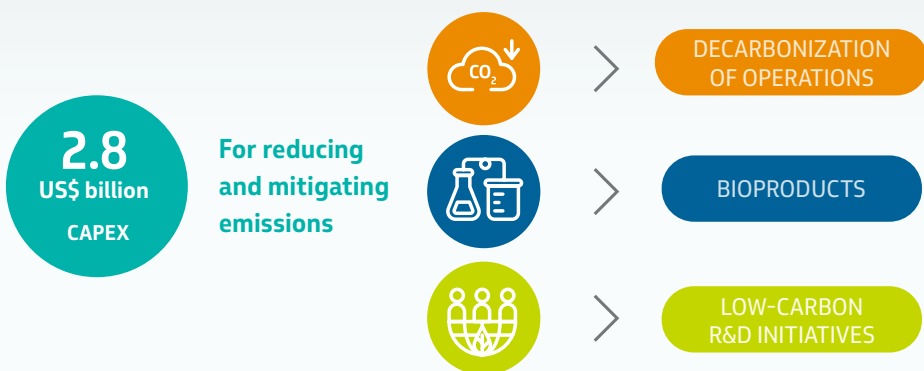 2.8
US$ billion
CAPEX
For reducing
and mitigating
emissions
CO₂
DECARBONIZATION
OF OPERATIONS
BIOPRODUCTS
LOW-CARBON
R&D INITIATIVES